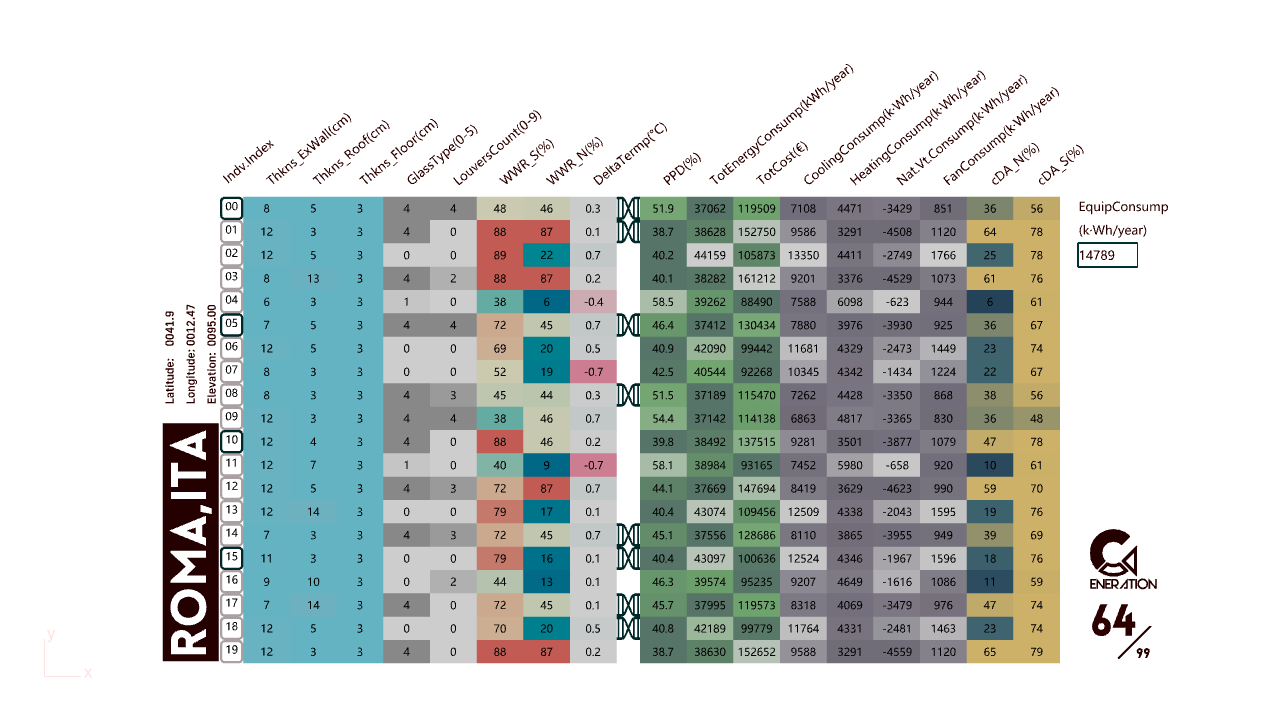 Indv.Index Thkns_ExWall(cm) Thkns_Roof(cm) Thkns_Floor(cm) GlassType(0-5) LouversCount(0-9) WWR_S(%) WWR_N(%) DeltaTermp(°C) PPD(%) TotEnergyConsump(kWh/year) TotCost(€) CoolingConsump(k·Wh/year) HeatingConsump(k·Wh/year) Nat.Vt.Consump(k·Wh/year) FanConsump(k·Wh/year) cDA_N(%) cDA_S(%)
00 8 5 3 4 4 48 46 0.3 51.9 37062 119509 7108 4471 -3429 851 36 56
01 12 3 3 4 0 88 87 0.1 38.7 38628 152750 9586 3291 -4508 1120 64 78
02 12 5 3 0 0 89 22 0.7 40.2 44159 105873 13350 4411 -2749 1766 25 78
03 8 13 3 4 2 88 87 0.2 40.1 38282 161212 9201 3376 -4529 1073 61 76
04 6 3 3 1 0 38 6 -0.4 58.5 39262 88490 7588 6098 -623 944 6 61
05 7 5 3 4 4 72 45 0.7 46.4 37412 130434 7880 3976 -3930 925 36 67
06 12 5 3 0 0 69 20 0.5 40.9 42090 99442 11681 4329 -2473 1449 23 74
07 8 3 3 0 0 52 19 -0.7 42.5 40544 92268 10345 4342 -1434 1224 22 67
08 8 3 3 4 3 45 44 0.3 51.5 37189 115470 7262 4428 -3350 868 38 56
09 12 3 3 4 4 38 46 0.7 54.4 37142 114138 6863 4817 -3365 830 36 48
10 12 4 3 4 0 88 46 0.2 39.8 38492 137515 9281 3501 -3877 1079 47 78
11 12 7 3 1 0 40 9 -0.7 58.1 38984 93165 7452 5980 -658 920 10 61
12 12 5 3 4 3 72 87 0.7 44.1 37669 147694 8419 3629 -4623 990 59 70
13 12 14 3 0 0 79 17 0.1 40.4 43074 109456 12509 4338 -2043 1595 19 76
14 7 3 3 4 3 72 45 0.7 45.1 37556 128686 8110 3865 -3955 949 39 69
15 11 3 3 0 0 79 16 0.1 40.4 43097 100636 12524 4346 -1967 1596 18 76
16 9 10 3 0 2 44 13 0.1 46.3 39574 95235 9207 4649 -1616 1086 11 59
17 7 14 3 4 0 72 45 0.1 45.7 37995 119573 8318 4069 -3479 976 47 74
18 12 5 3 0 0 70 20 0.5 40.8 42189 99779 11764 4331 -2481 1463 23 74
19 12 3 3 4 0 88 87 0.2 38.7 38630 152652 9588 3291 -4559 1120 65 79
Latitude: 0041.9
Longitude: 0012.47
Elevation: 0095.00
ROMA,ITA
EquipConsump
(k·Wh/year)
14789
ENERATION
64/99
y
x